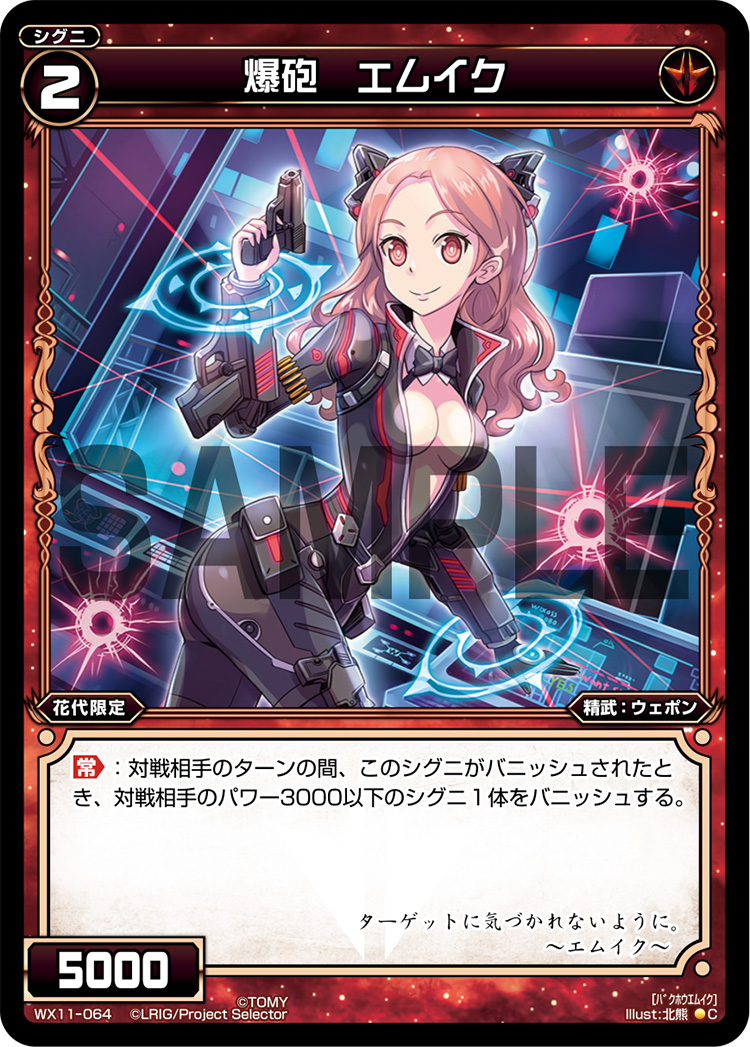 シグニ
2
爆砲　エムイク
SAMPLE
WIXOSS
YES!
花代限定
精武：ウェポン
常：対戦相手のターンの間、このシグニがバニッシュされたと
き、対戦相手のパワー3000以下のシグニ１体をバニッシュする。
ターゲットに気づかれないように。
～エムイク～
5000
©TOMY
[ﾊﾞｸﾎｳｴﾑｲｸ]
WX11-064 ©LRIG/Project Selector
Illust:北熊 C